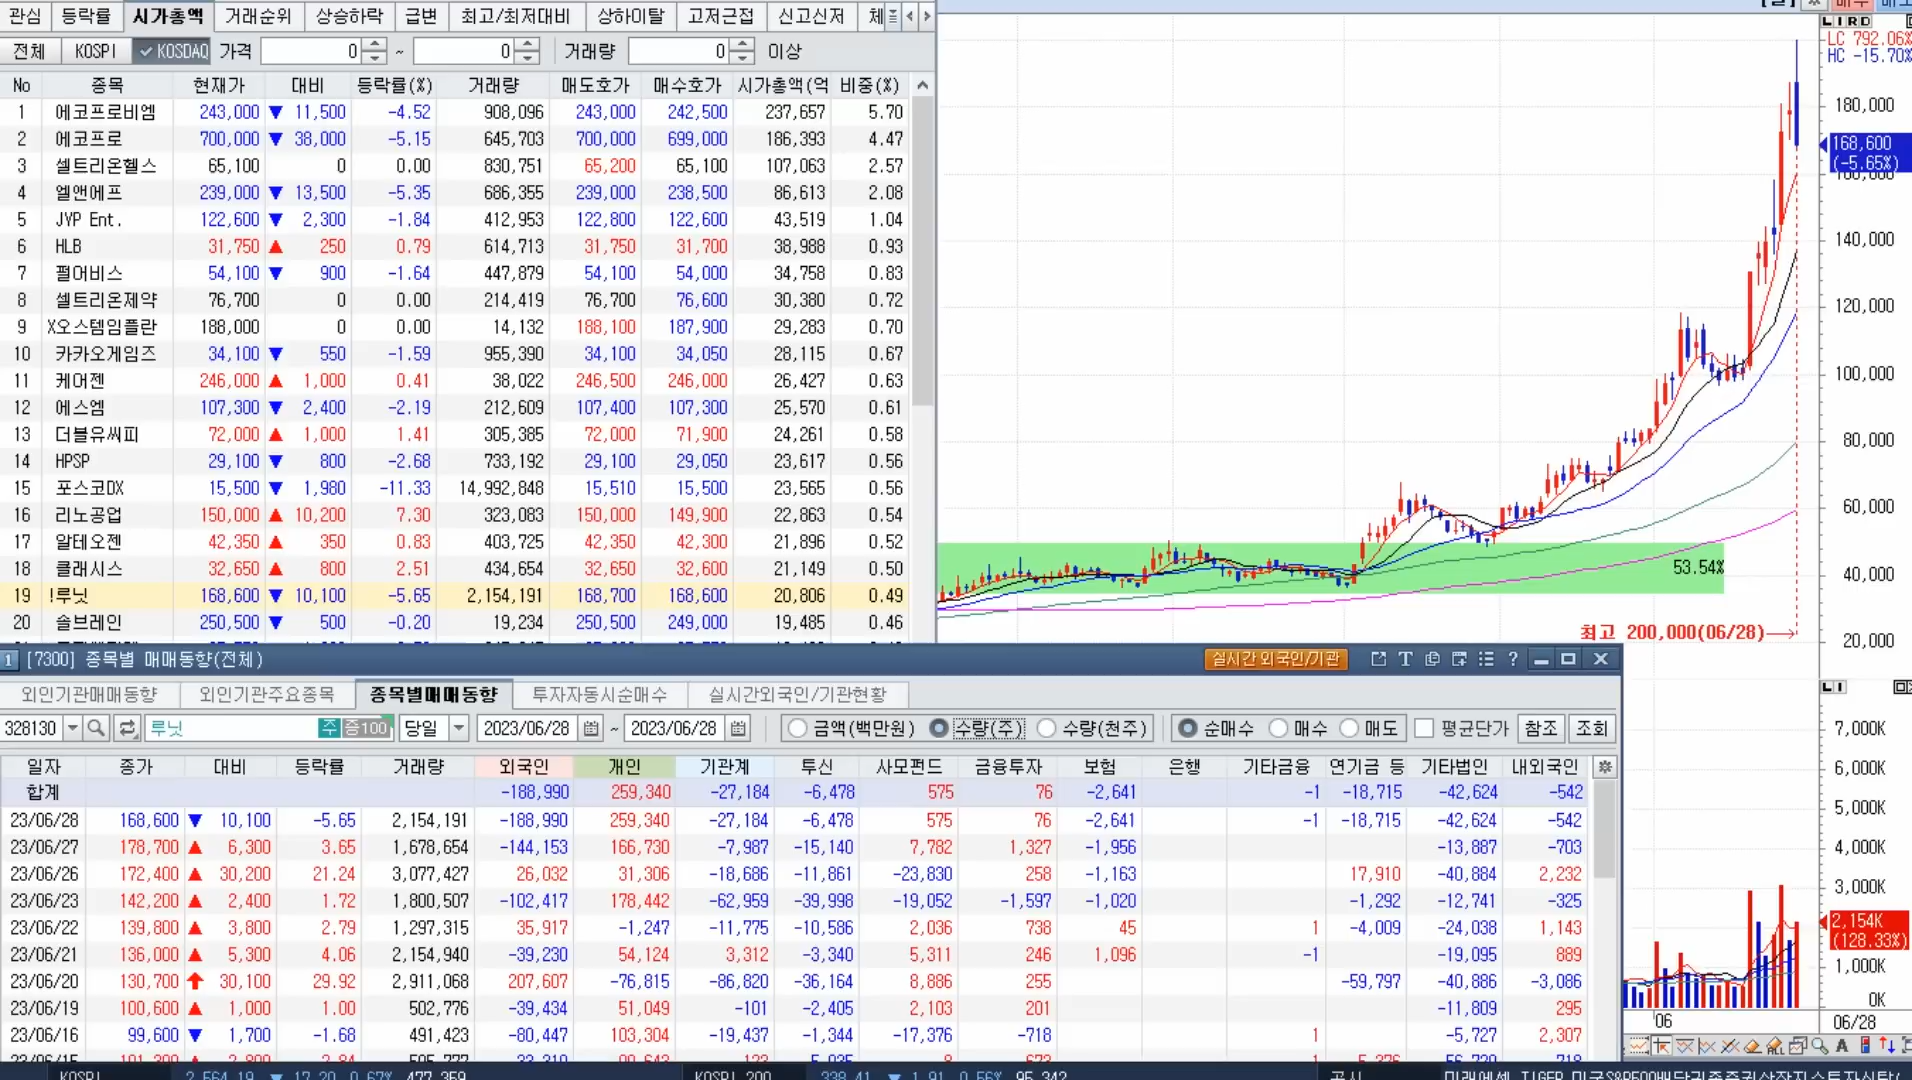 관심 등락률 시가총액 거래순위 상승하락 급변 최고/최저대비 상하이탈 고저근접 신고신저 체
전체 KOSPI KOSDAQ 가격 0 ~ 0 거래량 0 이상
No 종목 현재가 대비 등락률(%) 거래량 매도호가 매수호가 시가총액(억 비중(%)
1 에코프로비엠 243,000 ▼ 11,500 -4.52 908,096 243,000 242,500 237,657 5.70
2 에코프로 700,000 ▼ 38,000 -5.15 645,703 700,000 699,000 186,393 4.47
3 셀트리온헬스 65,100 0 0.00 830,751 65,200 65,100 107,063 2.57
4 엘앤에프 239,000 ▼ 13,500 -5.35 686,355 239,000 238,500 86,613 2.08
5 JYP Ent. 122,600 ▼ 2,300 -1.84 412,953 122,800 122,600 43,519 1.04
6 HLB 31,750 ▲ 250 0.79 614,713 31,750 31,700 38,988 0.93
7 펄어비스 54,100 ▼ 900 -1.64 447,879 54,100 54,000 34,758 0.83
8 셀트리온제약 76,700 0 0.00 214,419 76,700 76,600 30,380 0.72
9 X오스템임플란 188,000 0 0.00 14,132 188,100 187,900 29,283 0.70
10 카카오게임즈 34,100 ▼ 550 -1.59 955,390 34,100 34,050 28,115 0.67
11 케어젠 246,000 ▲ 1,000 0.41 38,022 246,500 246,000 26,427 0.63
12 에스엠 107,300 ▼ 2,400 -2.19 212,609 107,400 107,300 25,570 0.61
13 더블유씨피 72,000 ▲ 1,000 1.41 305,385 72,000 71,900 24,261 0.58
14 HPSP 29,100 ▼ 800 -2.68 733,192 29,100 29,050 23,617 0.56
15 포스코DX 15,500 ▼ 1,980 -11.33 14,992,848 15,510 15,500 23,565 0.56
16 리노공업 150,000 ▲ 10,200 7.30 323,083 150,000 149,900 22,863 0.54
17 알테오젠 42,350 ▲ 350 0.83 403,725 42,350 42,300 21,896 0.52
18 클래시스 32,650 ▲ 800 2.51 434,654 32,650 32,600 21,149 0.50
19 !루닛 168,600 ▼ 10,100 -5.65 2,154,191 168,700 168,600 20,806 0.49
20 솔브레인 250,500 ▼ 500 -0.20 19,234 250,500 249,000 19,485 0.46
L I R D
LC 792.06%
HC -15.70%
180,000
168,600
(-5.65%)
160,000
140,000
120,000
100,000
80,000
60,000
53.54%
40,000
최고 200,000(06/28)→
20,000
1 [7300] 종목별 매매동향(전체) 실시간 외국인/기관 T ?
외인기관매매동향 외인기관주요종목 종목별매매동향 투자자동시순매수 실시간외국인/기관현황
328130 루닛 주 증100 당일 2023/06/28 ~ 2023/06/28 금액(백만원) 수량(주) 수량(천주) 순매수 매수 매도 평균단가 참조 조회
일자 종가 대비 등락률 거래량 외국인 개인 기관계 투신 사모펀드 금융투자 보험 은행 기타금융 연기금 등 기타법인 내외국인
합계 -188,990 259,340 -27,184 -6,478 575 76 -2,641 -1 -18,715 -42,624 -542
23/06/28 168,600 ▼ 10,100 -5.65 2,154,191 -188,990 259,340 -27,184 -6,478 575 76 -2,641 -1 -18,715 -42,624 -542
23/06/27 178,700 ▲ 6,300 3.65 1,678,654 -144,153 166,730 -7,987 -15,140 7,782 1,327 -1,956 -13,887 -703
23/06/26 172,400 ▲ 30,200 21.24 3,077,427 26,032 31,306 -18,686 -11,861 -23,830 258 -1,163 17,910 -40,884 2,232
23/06/23 142,200 ▲ 2,400 1.72 1,800,507 -102,417 178,442 -62,959 -39,998 -19,052 -1,597 -1,020 -1,292 -12,741 -325
23/06/22 139,800 ▲ 3,800 2.79 1,297,315 35,917 -1,247 -11,775 -10,586 2,036 738 45 1 -4,009 -24,038 1,143
23/06/21 136,000 ▲ 5,300 4.06 2,154,940 -39,230 54,124 3,312 -3,340 5,311 246 1,096 -1 -19,095 889
23/06/20 130,700 ↑ 30,100 29.92 2,911,068 207,607 -76,815 -86,820 -36,164 8,886 255 -59,797 -40,886 -3,086
23/06/19 100,600 ▲ 1,000 1.00 502,776 -39,434 51,049 -101 -2,405 2,103 201 -11,809 295
23/06/16 99,600 ▼ 1,700 -1.68 491,423 -80,447 103,304 -19,437 -1,344 -17,376 -718 1 -5,727 2,307
L I
7,000K
6,000K
5,000K
4,000K
3,000K
2,154K
(128.33%)
1,000K
0K
06 06/28
A
KOSPI 2,564.19 ▼ 17.20 0.67% 477,359 KOSPI 200 338.41 ▼ 1.91 0.56% 95,342 공시